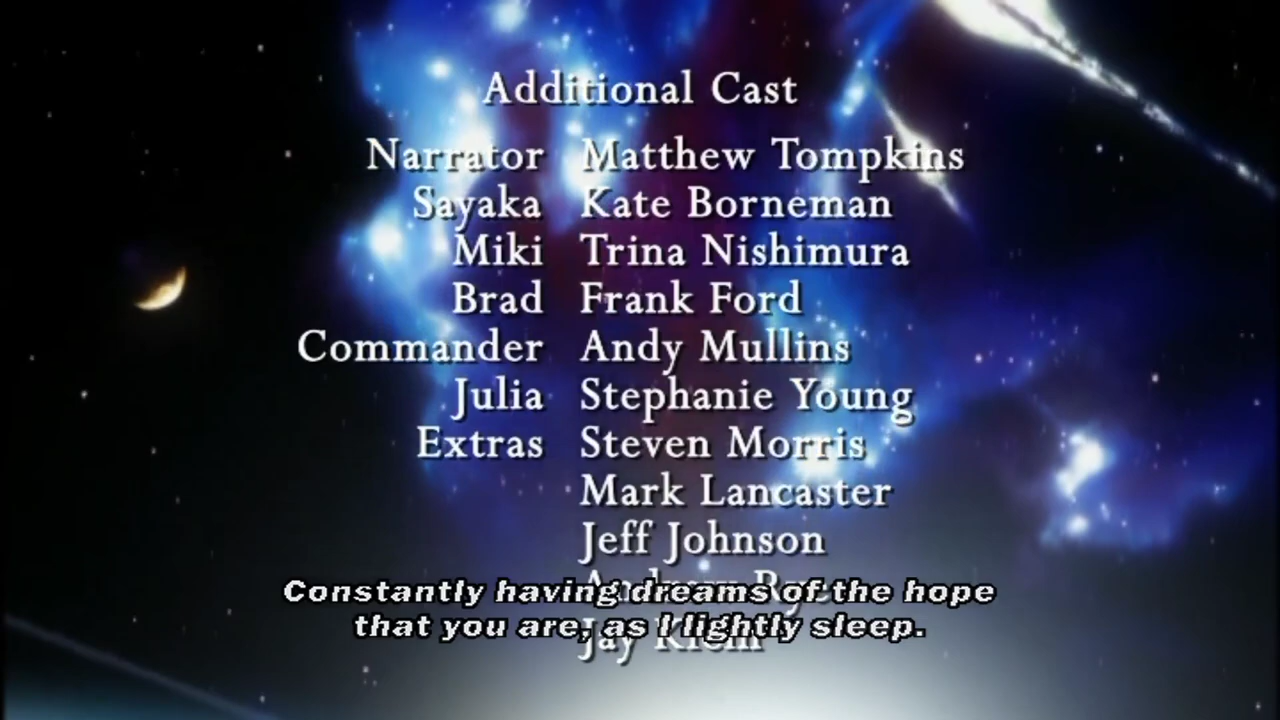 Additional Cast
Narrator Matthew Tompkins
Sayaka Kate Borneman
Miki Trina Nishimura
Brad Frank Ford
Commander Andy Mullins
Julia Stephanie Young
Extras Steven Morris
Mark Lancaster
Jeff Johnson
Andrew
Constantly having dreams of the hope
that you are, as I lightly sleep.
Jay